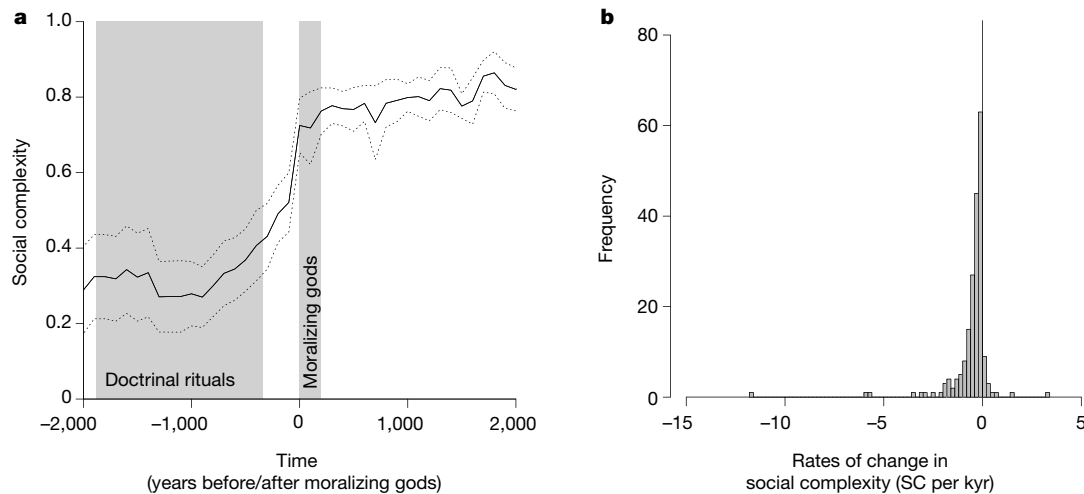 a
1.0
0.8
0.6
0.4
0.2
0
Social complexity
Doctrinal rituals
Moralizing gods
−2,000
−1,000
0
1,000
2,000
Time
(years before/after moralizing gods)
b
80
60
40
20
0
Frequency
−15
−10
−5
0
5
Rates of change in
social complexity (SC per kyr)